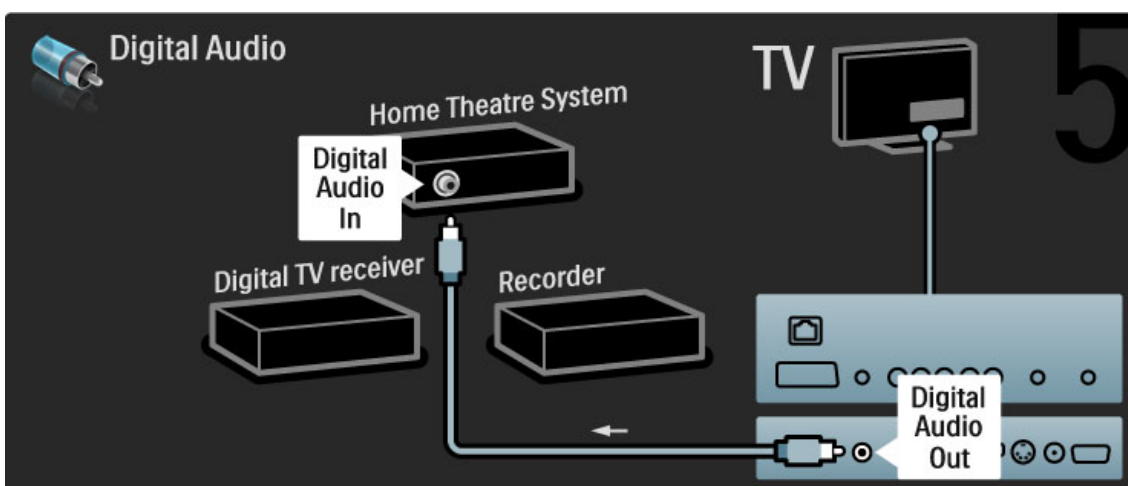 Digital Audio
TV
5
Home Theatre System
Digital
Audio
In
Digital TV receiver
Recorder
Digital
Audio
Out